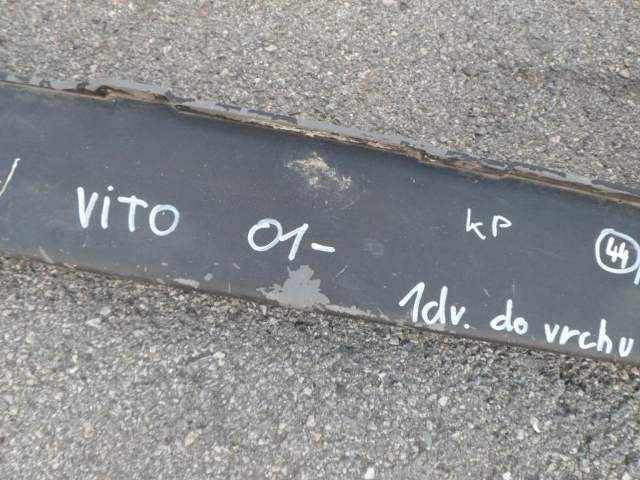 ViTO 01- kP 44
1dv. do vrchu